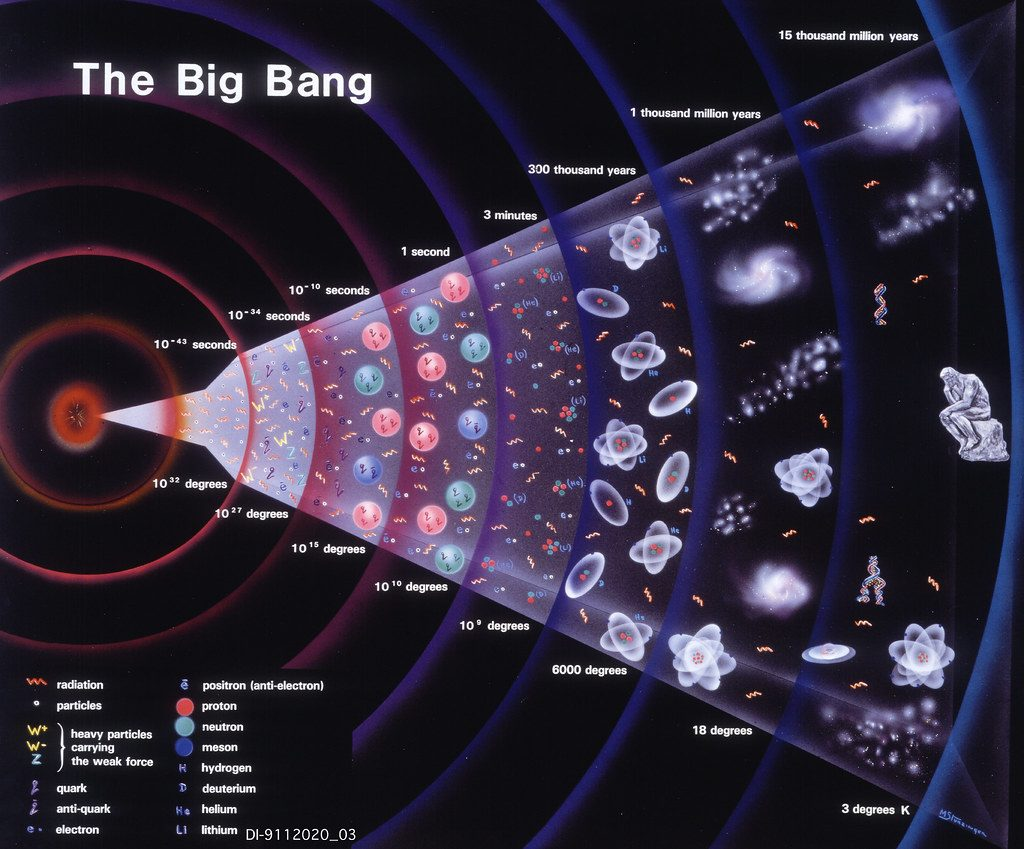 15 thousand million years
The Big Bang
1 thousand million years
300 thousand years
3 minutes
1 second
10⁻¹⁰ seconds
10⁻³⁴ seconds
10⁻⁴³ seconds
10³² degrees
10²⁷ degrees
10¹⁵ degrees
10¹⁰ degrees
10⁹ degrees
6000 degrees
18 degrees
3 degrees K
radiation
particles
W+
W-
Z
heavy particles
carrying
the weak force
quark
anti-quark
e- electron
ē positron (anti-electron)
proton
neutron
meson
H hydrogen
D deuterium
He helium
Li lithium
DI-9112020_03